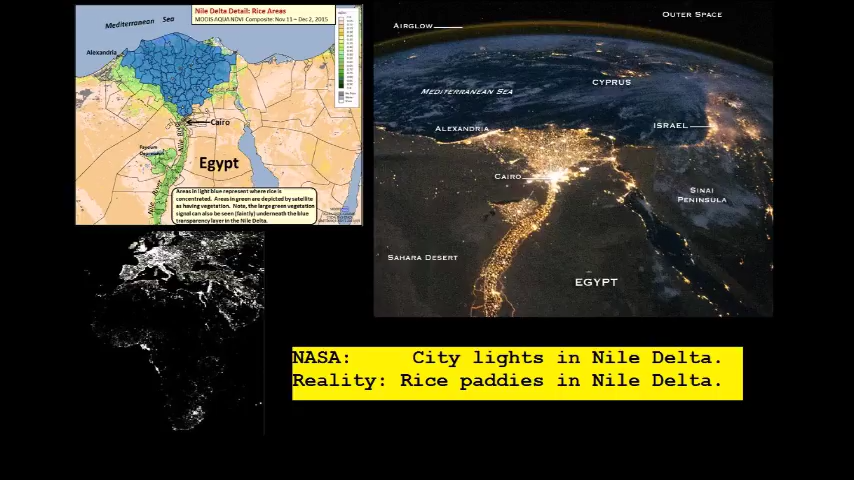 Nile Delta Detail: Rice Areas
MODIS AQUA NDVI Composite: Nov 11 – Dec 2, 2015
Mediterranean Sea
Alexandria
Cairo
Nile River
Fayoum
Depression
Egypt
Areas in light blue represent where rice is
concentrated. Areas in green are depicted by satellite
as having vegetation. Note, the large green vegetation
signal can also be seen (faintly) underneath the blue
transparency layer in the Nile Delta.
OUTER SPACE
AIRGLOW
CYPRUS
MEDITERRANEAN SEA
ALEXANDRIA
ISRAEL
CAIRO
SINAI
PENINSULA
SAHARA DESERT
EGYPT
NASA: City lights in Nile Delta.
Reality: Rice paddies in Nile Delta.